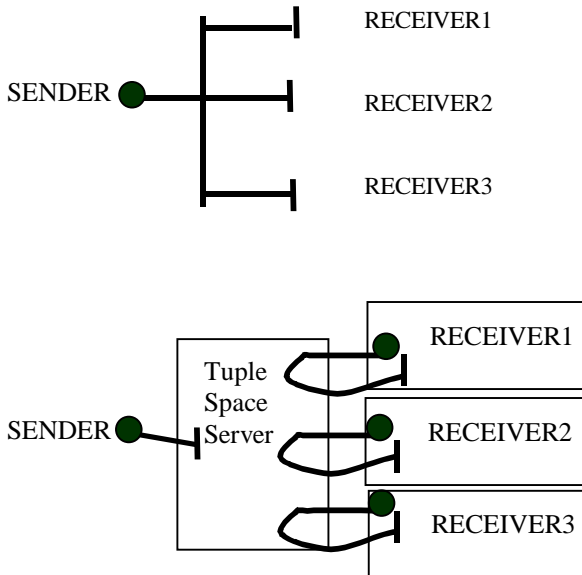 RECEIVER1
SENDER
RECEIVER2
RECEIVER3
RECEIVER1
Tuple
Space
Server
SENDER
RECEIVER2
RECEIVER3